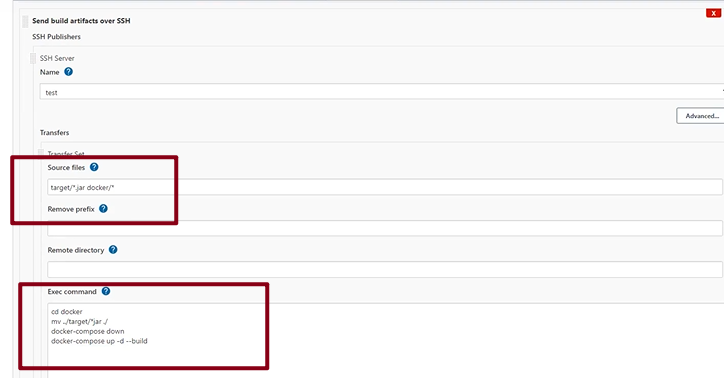 X
Send build artifacts over SSH
SSH Publishers
SSH Server
Name ?
test
Advanced...
Transfers
Transfer Set
Source files ?
target/*.jar docker/*
Remove prefix ?
Remote directory ?
Exec command ?
cd docker
mv ../target/*jar ./
docker-compose down
docker-compose up -d --build